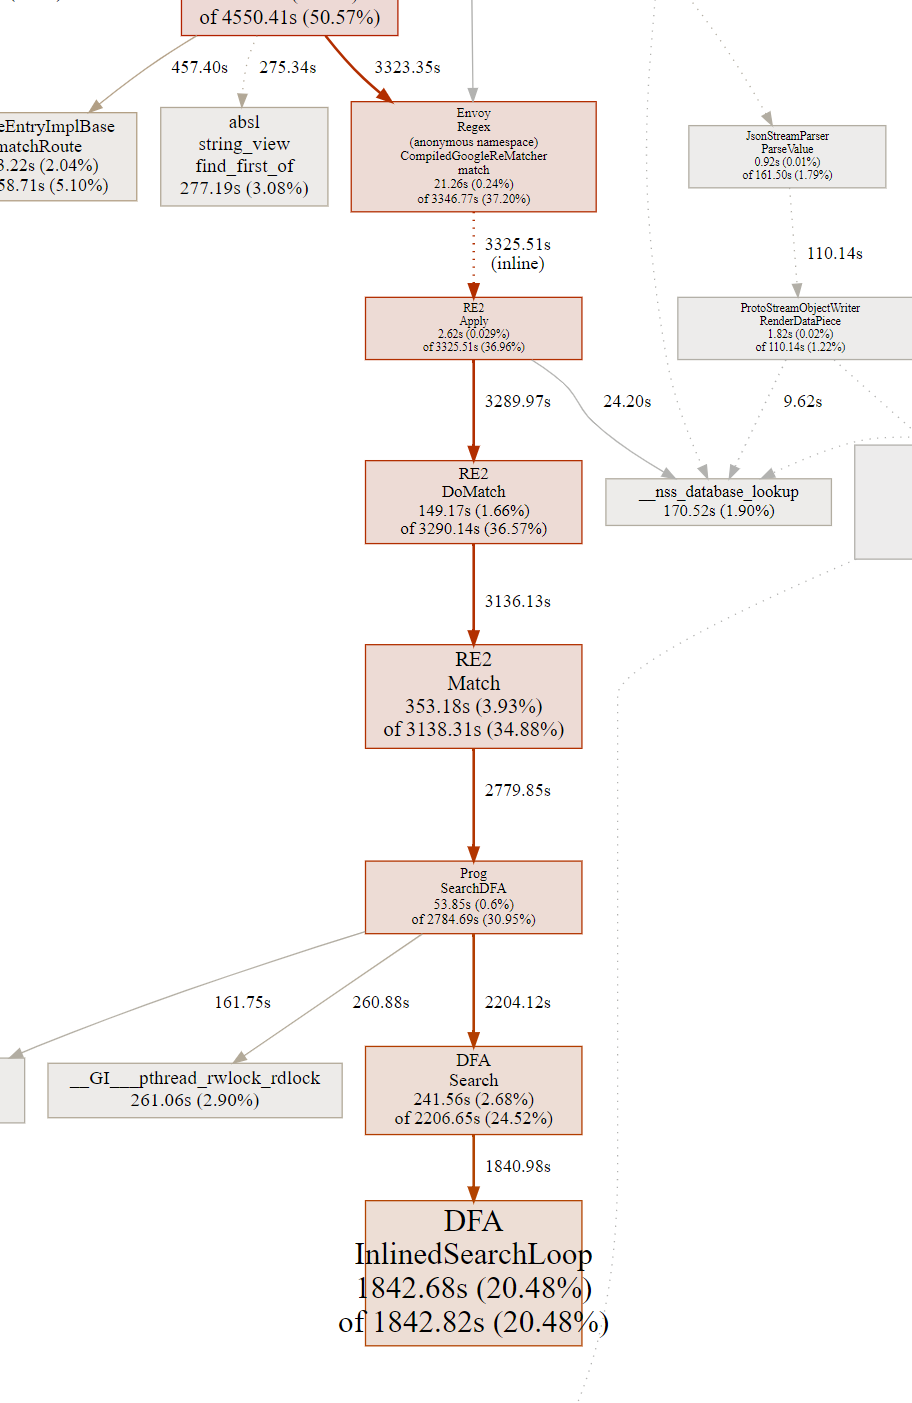 of 4550.41s (50.57%)
457.40s
275.34s
3323.35s
eEntryImplBase
matchRoute
3.22s (2.04%)
58.71s (5.10%)
absl
string_view
find_first_of
277.19s (3.08%)
Envoy
Regex
(anonymous namespace)
CompiledGoogleReMatcher
match
21.26s (0.24%)
of 3346.77s (37.20%)
JsonStreamParser
ParseValue
0.92s (0.01%)
of 161.50s (1.79%)
3325.51s
(inline)
110.14s
RE2
Apply
2.62s (0.029%)
of 3325.51s (36.96%)
ProtoStreamObjectWriter
RenderDataPiece
1.82s (0.02%)
of 110.14s (1.22%)
3289.97s
24.20s
9.62s
RE2
DoMatch
149.17s (1.66%)
of 3290.14s (36.57%)
__nss_database_lookup
170.52s (1.90%)
3136.13s
RE2
Match
353.18s (3.93%)
of 3138.31s (34.88%)
2779.85s
Prog
SearchDFA
53.85s (0.6%)
of 2784.69s (30.95%)
161.75s
260.88s
2204.12s
__GI___pthread_rwlock_rdlock
261.06s (2.90%)
DFA
Search
241.56s (2.68%)
of 2206.65s (24.52%)
1840.98s
DFA
InlinedSearchLoop
1842.68s (20.48%)
of 1842.82s (20.48%)